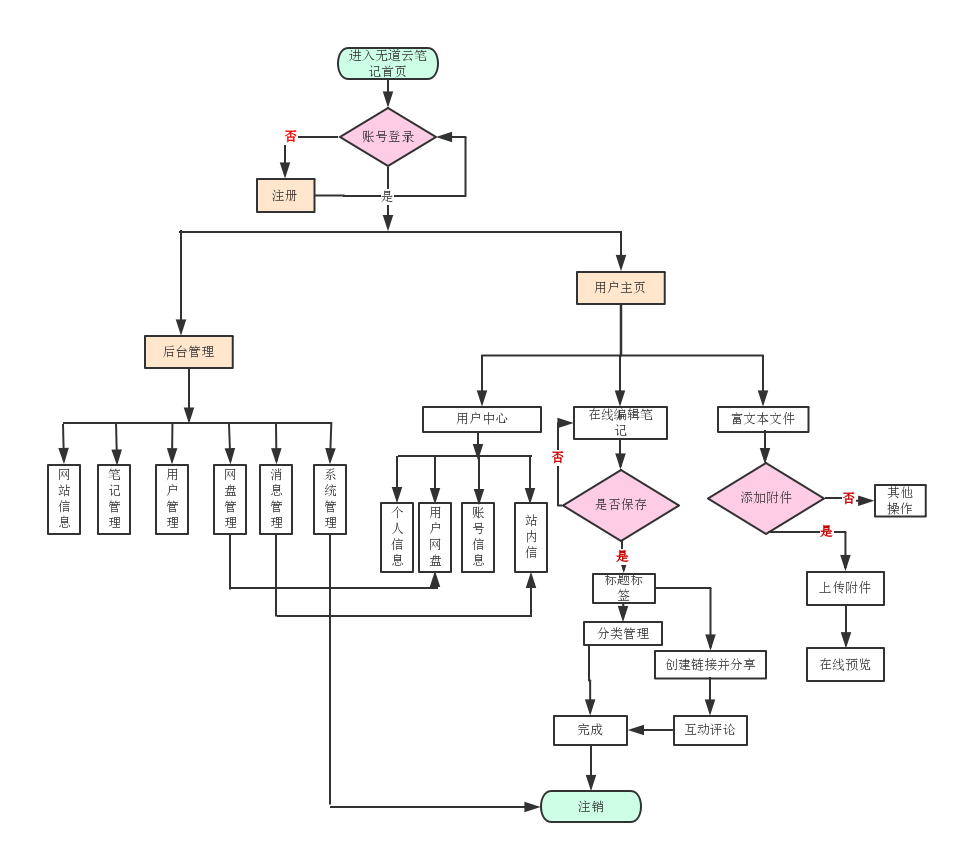 进入无道云笔
记首页
账号登录
否
注册
是
用户主页
后台管理
用户中心
在线编辑笔
记
富文本文件
否
网站信息
笔记管理
用户管理
网盘管理
消息管理
系统管理
是否保存
添加附件
否
其他
操作
个人信息
用户网盘
账号信息
站内信
是
是
标题标
签
上传附件
分类管理
创建链接并分享
在线预览
完成
互动评论
注销